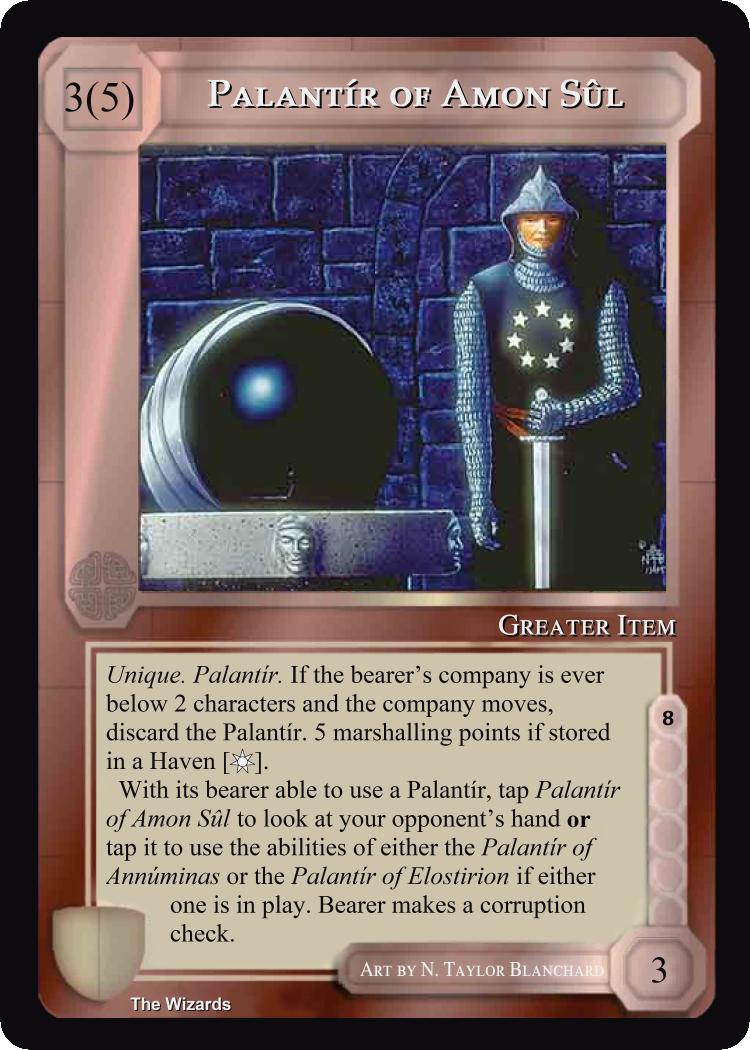 3(5)
Palantír of Amon Sûl
Greater Item
Unique. Palantír. If the bearer's company is ever
below 2 characters and the company moves,
discard the Palantír. 5 marshalling points if stored
in a Haven [☼].
With its bearer able to use a Palantír, tap Palantír
of Amon Sûl to look at your opponent's hand or
tap it to use the abilities of either the Palantír of
Annúminas or the Palantír of Elostirion if either
one is in play. Bearer makes a corruption
check.
8
Art by N. Taylor Blanchard
3
The Wizards